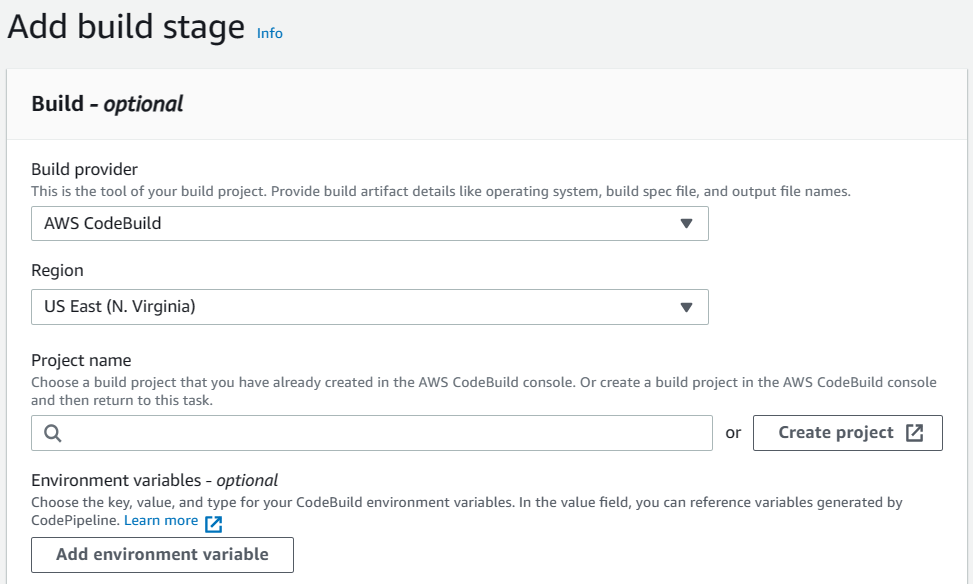 Add build stage Info
Build - optional
Build provider
This is the tool of your build project. Provide build artifact details like operating system, build spec file, and output file names.
AWS CodeBuild
Region
US East (N. Virginia)
Project name
Choose a build project that you have already created in the AWS CodeBuild console. Or create a build project in the AWS CodeBuild console
and then return to this task.
or Create project
Environment variables - optional
Choose the key, value, and type for your CodeBuild environment variables. In the value field, you can reference variables generated by
CodePipeline. Learn more
Add environment variable